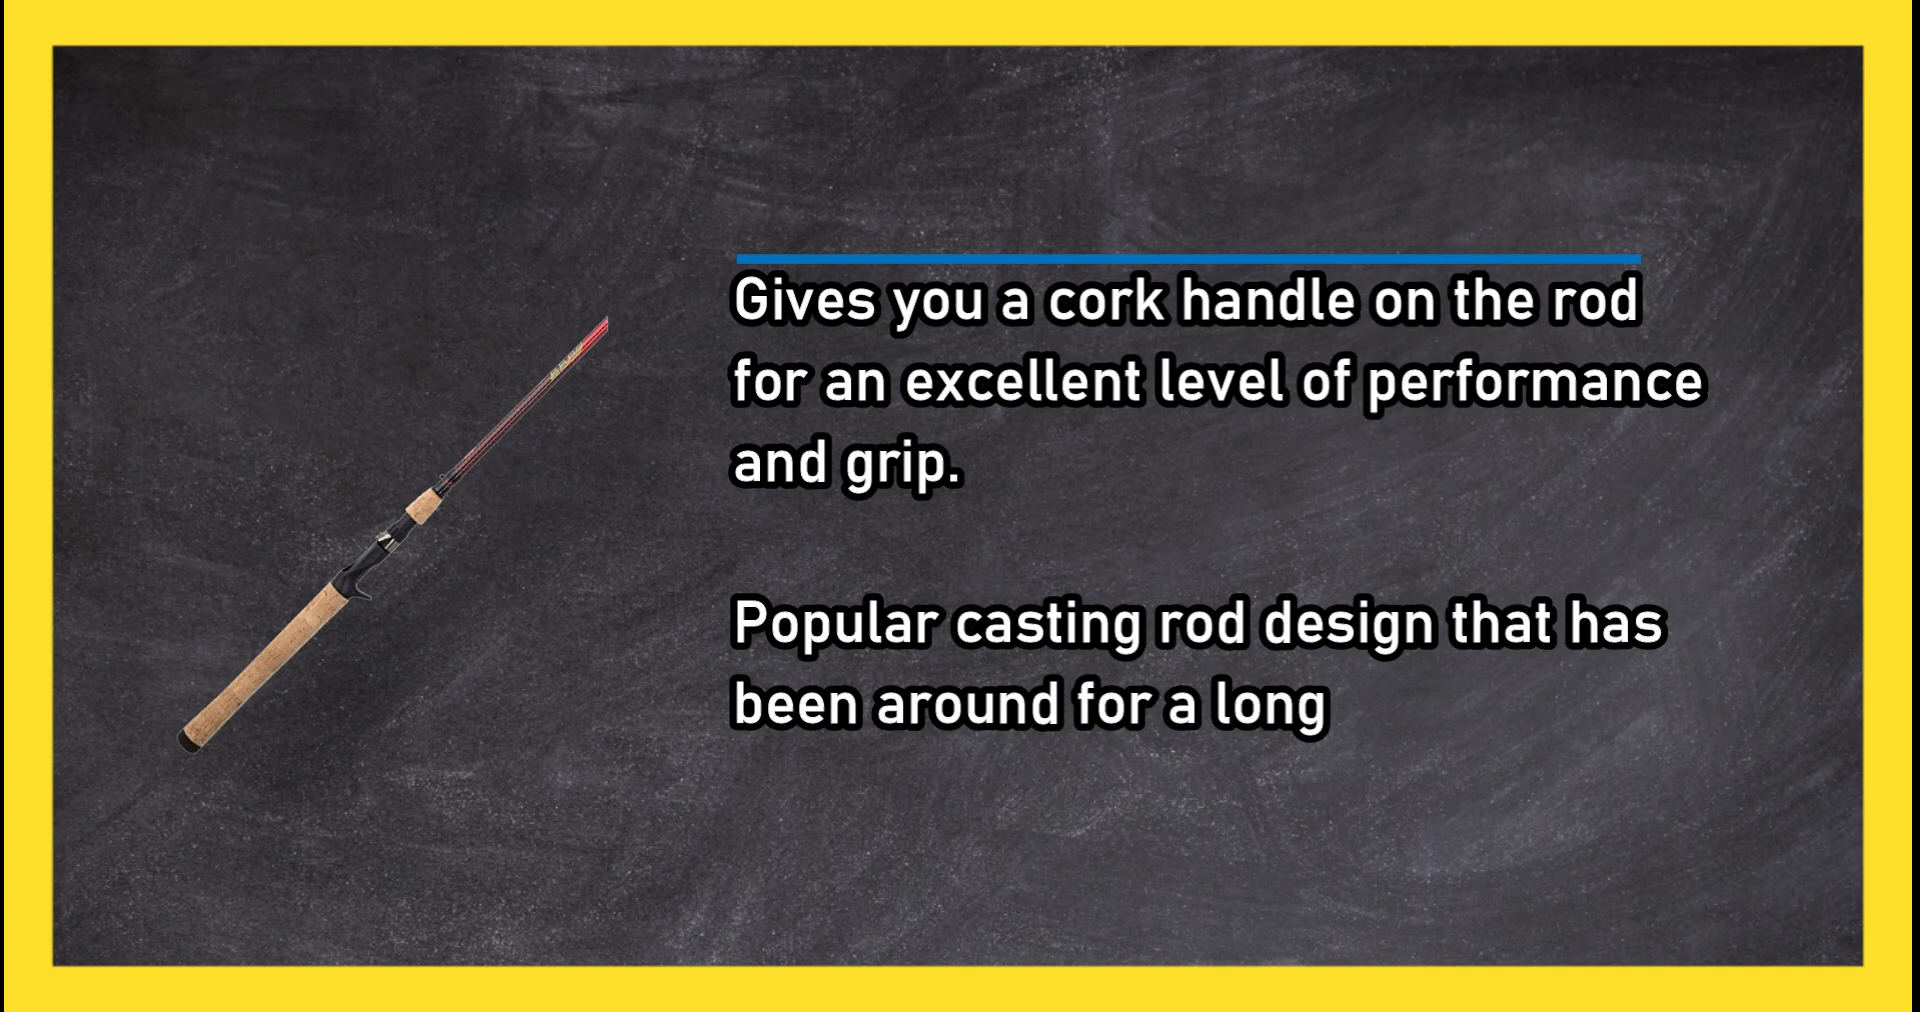 Gives you a cork handle on the rod
for an excellent level of performance
and grip.
Popular casting rod design that has
been around for a long